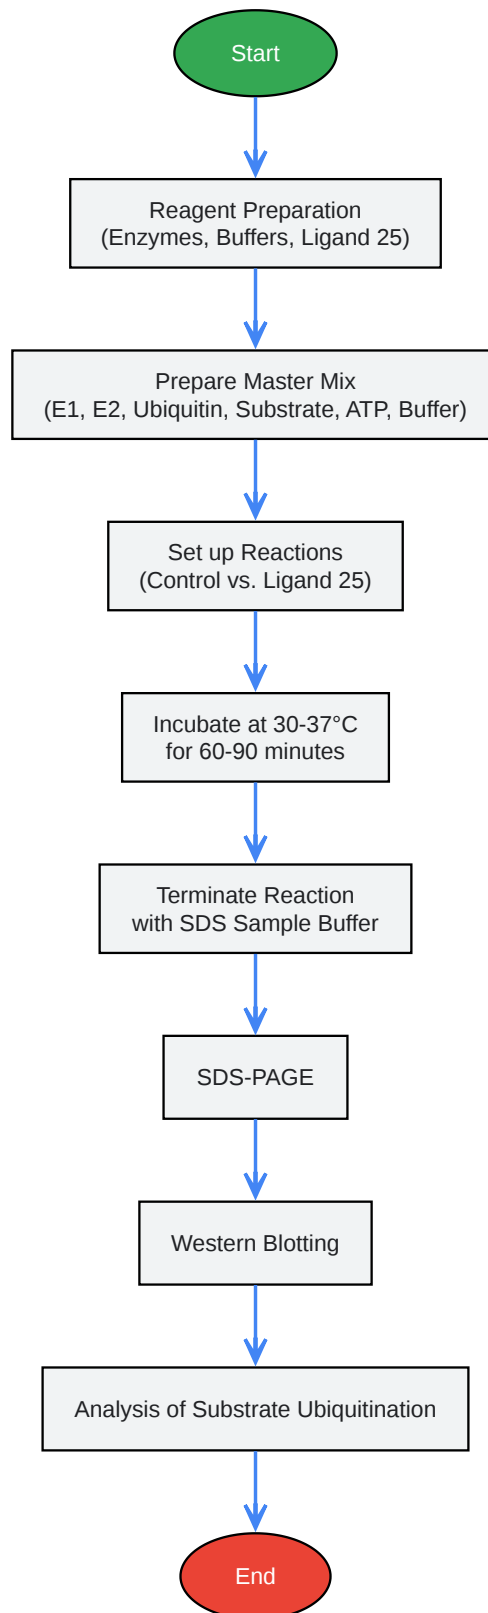 Start
Reagent Preparation
(Enzymes, Buffers, Ligand 25)
Prepare Master Mix
(E1, E2, Ubiquitin, Substrate, ATP, Buffer)
Set up Reactions
(Control vs. Ligand 25)
Incubate at 30-37°C
for 60-90 minutes
Terminate Reaction
with SDS Sample Buffer
SDS-PAGE
Western Blotting
Analysis of Substrate Ubiquitination
End